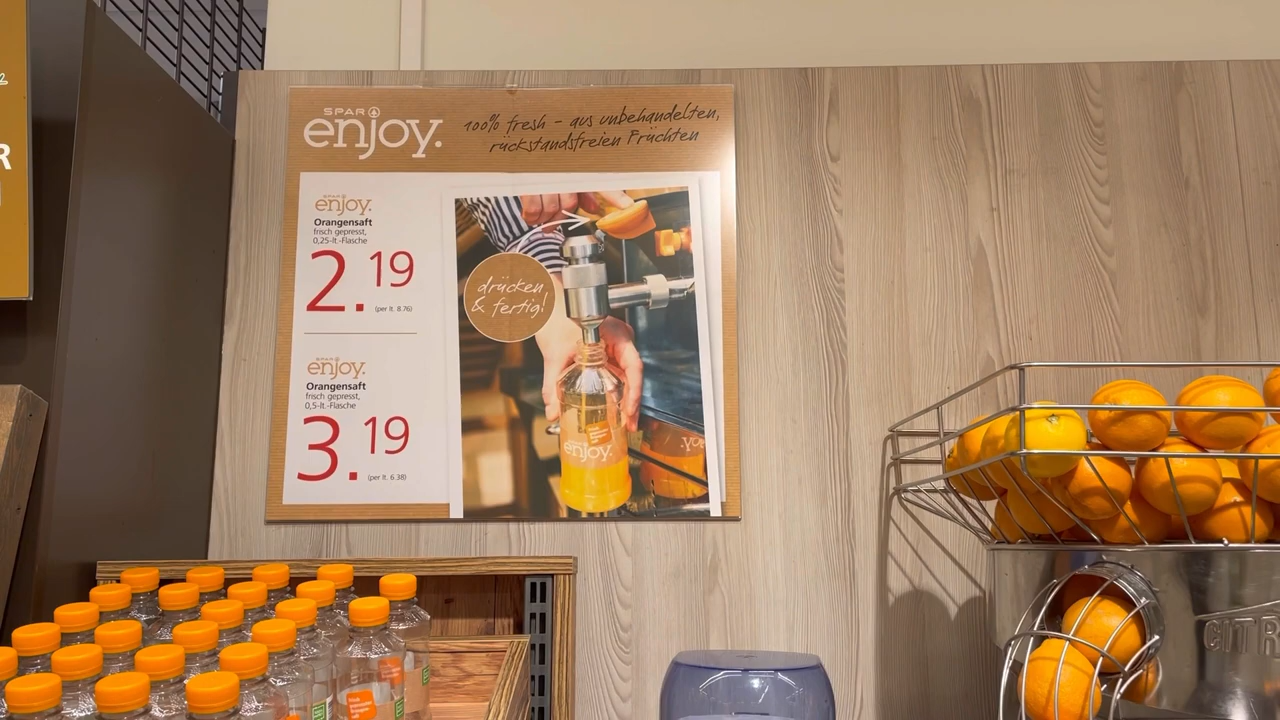 R
SPAR
enjoy.
100% fresh – aus unbehandelten,
rückstandsfreien Früchten
SPAR
enjoy.
Orangensaft
frisch gepresst,
0,25-lt.-Flasche
2.19
(per lt. 8.76)
SPAR
enjoy.
Orangensaft
frisch gepresst,
0,5-lt.-Flasche
3.19
(per lt. 6.38)
drücken
& fertig!
enjoy.
CITR